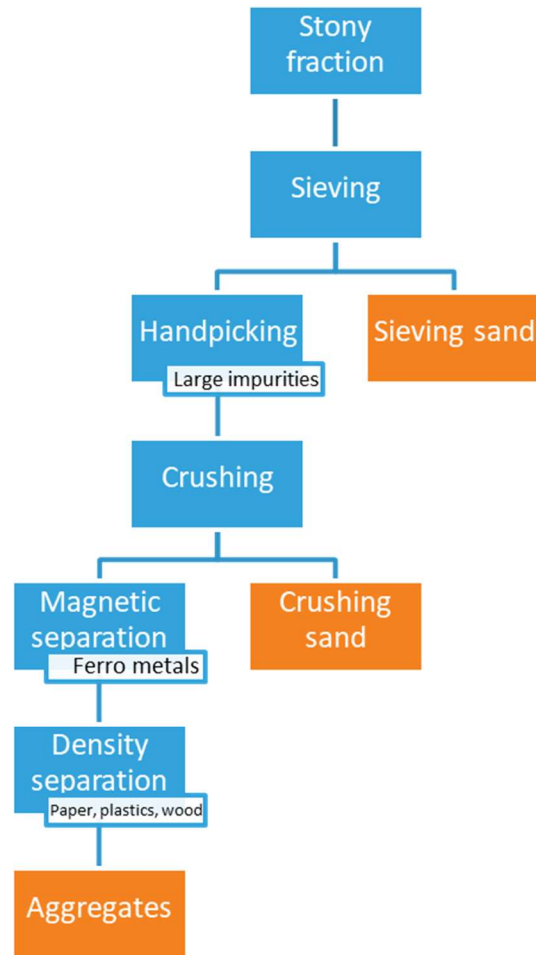 Stony
fraction
Sieving
Handpicking
Large impurities
Sieving sand
Crushing
Magnetic
separation
Ferro metals
Crushing
sand
Density
separation
Paper, plastics, wood
Aggregates